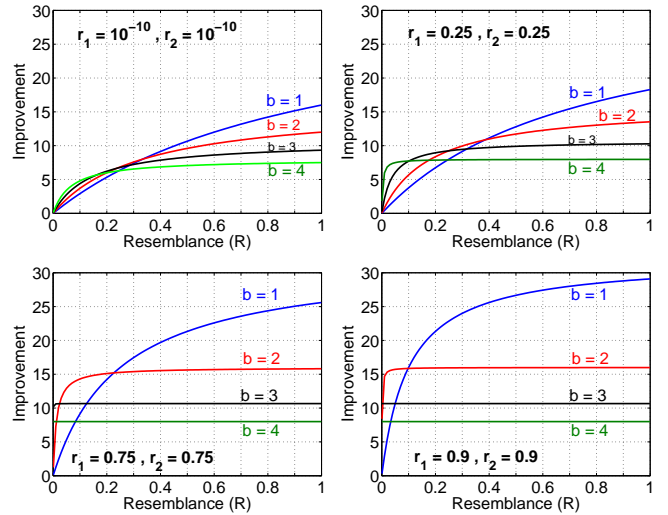 30
25
20
15
10
5
0
Improvement
r1 = 10^−10 , r2 = 10^−10
b = 1
b = 2
b = 3
b = 4
0 0.2 0.4 0.6 0.8 1
Resemblance (R)
30
25
20
15
10
5
0
Improvement
r1 = 0.25 , r2 = 0.25
b = 1
b = 2
b = 3
b = 4
0 0.2 0.4 0.6 0.8 1
Resemblance (R)
30
25
20
15
10
5
0
Improvement
b = 1
b = 2
b = 3
b = 4
r1 = 0.75 , r2 = 0.75
0 0.2 0.4 0.6 0.8 1
Resemblance (R)
30
25
20
15
10
5
0
Improvement
b = 1
b = 2
b = 3
b = 4
r1 = 0.9 , r2 = 0.9
0 0.2 0.4 0.6 0.8 1
Resemblance (R)